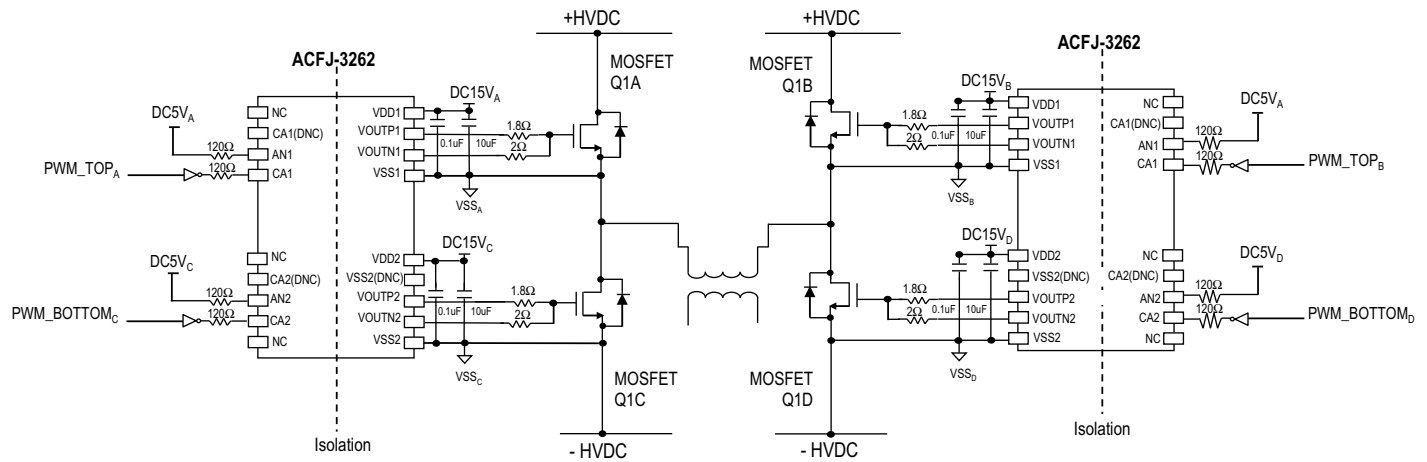 +HVDC
+HVDC
ACFJ-3262
ACFJ-3262
MOSFET
Q1A
MOSFET
Q1B
DC5VA
NC
CA1(DNC)
AN1
CA1
120Ω
120Ω
PWM_TOPA
VDD1
VOUTP1
VOUTN1
VSS1
DC15VA
0.1uF
10uF
1.8Ω
2Ω
VSSA
DC15VB
1.8Ω
2Ω
0.1uF
10uF
VSSB
VDD1
VOUTP1
VOUTN1
VSS1
NC
CA1(DNC)
AN1
CA1
DC5VA
120Ω
120Ω
PWM_TOPB
DC5VC
NC
CA2(DNC)
AN2
CA2
NC
120Ω
120Ω
PWM_BOTTOMC
VDD2
VSS2(DNC)
VOUTP2
VOUTN2
VSS2
DC15VC
0.1uF
10uF
1.8Ω
2Ω
VSSC
DC15VD
1.8Ω
2Ω
0.1uF
10uF
VSSD
VDD2
VSS2(DNC)
VOUTP2
VOUTN2
VSS2
NC
CA2(DNC)
AN2
CA2
NC
DC5VD
120Ω
120Ω
PWM_BOTTOMD
MOSFET
Q1C
MOSFET
Q1D
Isolation
Isolation
- HVDC
- HVDC